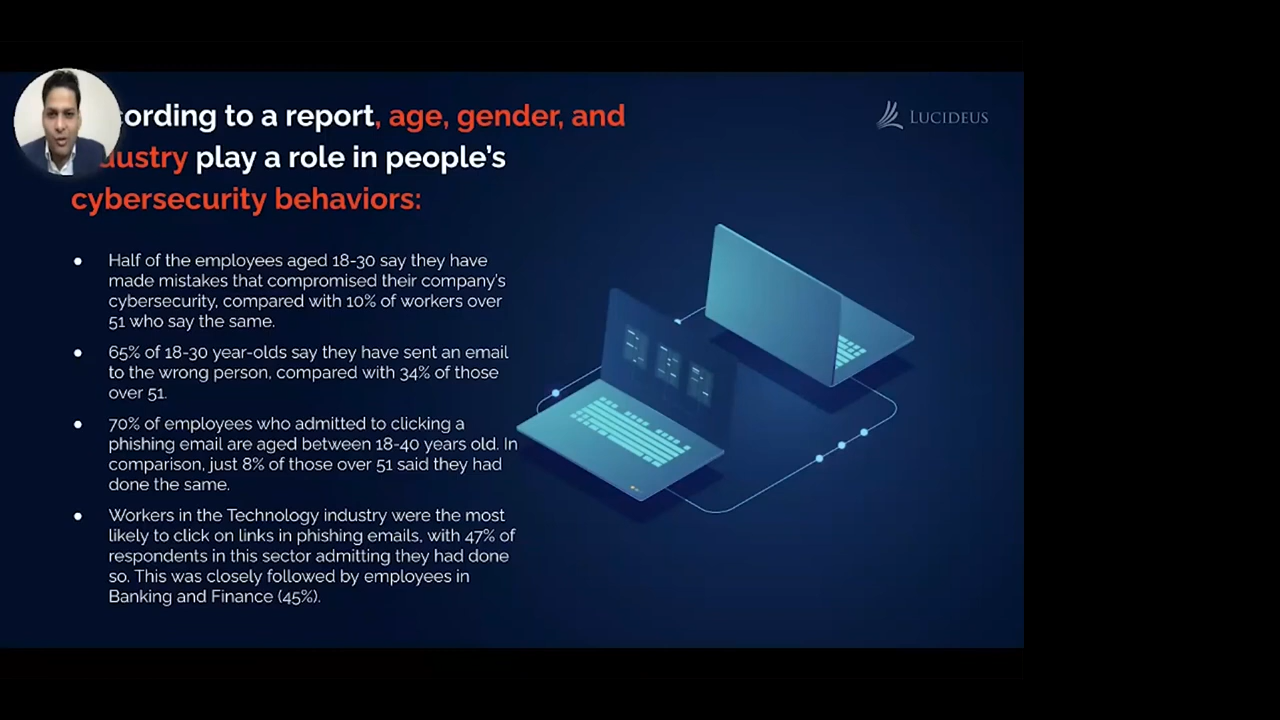 cording to a report, age, gender, and
dustry play a role in people's
cybersecurity behaviors:
LUCIDEUS
● Half of the employees aged 18-30 say they have
made mistakes that compromised their company's
cybersecurity, compared with 10% of workers over
51 who say the same.
● 65% of 18-30 year-olds say they have sent an email
to the wrong person, compared with 34% of those
over 51.
● 70% of employees who admitted to clicking a
phishing email are aged between 18-40 years old. In
comparison, just 8% of those over 51 said they had
done the same.
● Workers in the Technology industry were the most
likely to click on links in phishing emails, with 47% of
respondents in this sector admitting they had done
so. This was closely followed by employees in
Banking and Finance (45%).